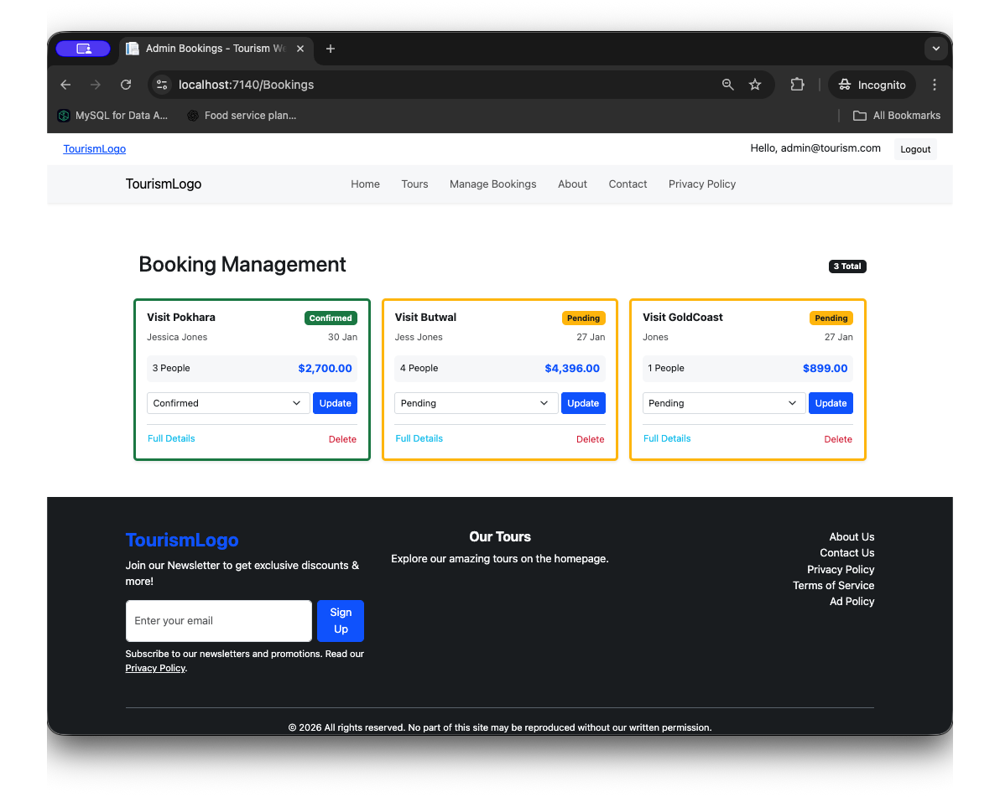 Admin Bookings - Tourism We
localhost:7140/Bookings
Incognito
MySQL for Data A...
Food service plan...
All Bookmarks
TourismLogo
Hello, admin@tourism.com
Logout
TourismLogo
Home
Tours
Manage Bookings
About
Contact
Privacy Policy
Booking Management
3 Total
Visit Pokhara
Confirmed
Jessica Jones
30 Jan
3 People
$2,700.00
Confirmed
Update
Full Details
Delete
Visit Butwal
Pending
Jess Jones
27 Jan
4 People
$4,396.00
Pending
Update
Full Details
Delete
Visit GoldCoast
Pending
Jones
27 Jan
1 People
$899.00
Pending
Update
Full Details
Delete
TourismLogo
Join our Newsletter to get exclusive discounts &
more!
Enter your email
Sign
Up
Subscribe to our newsletters and promotions. Read our
Privacy Policy.
Our Tours
Explore our amazing tours on the homepage.
About Us
Contact Us
Privacy Policy
Terms of Service
Ad Policy
© 2026 All rights reserved. No part of this site may be reproduced without our written permission.